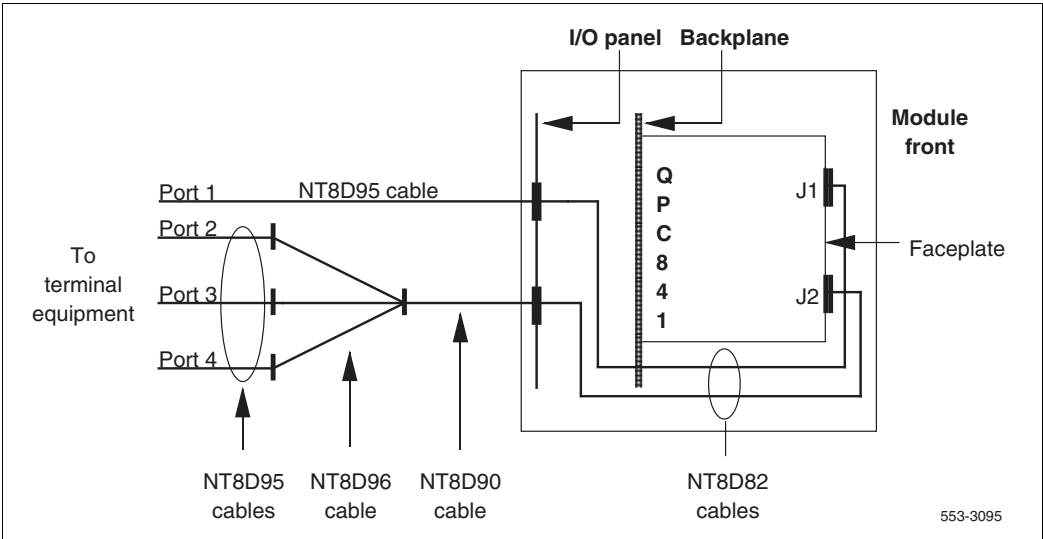 I/O panel Backplane
Module
front
Port 1 NT8D95 cable
Port 2
Port 3
Port 4
To
terminal
equipment
Q
P
C
8
4
1
J1
J2
Faceplate
NT8D95
cables
NT8D96
cable
NT8D90
cable
NT8D82
cables
553-3095